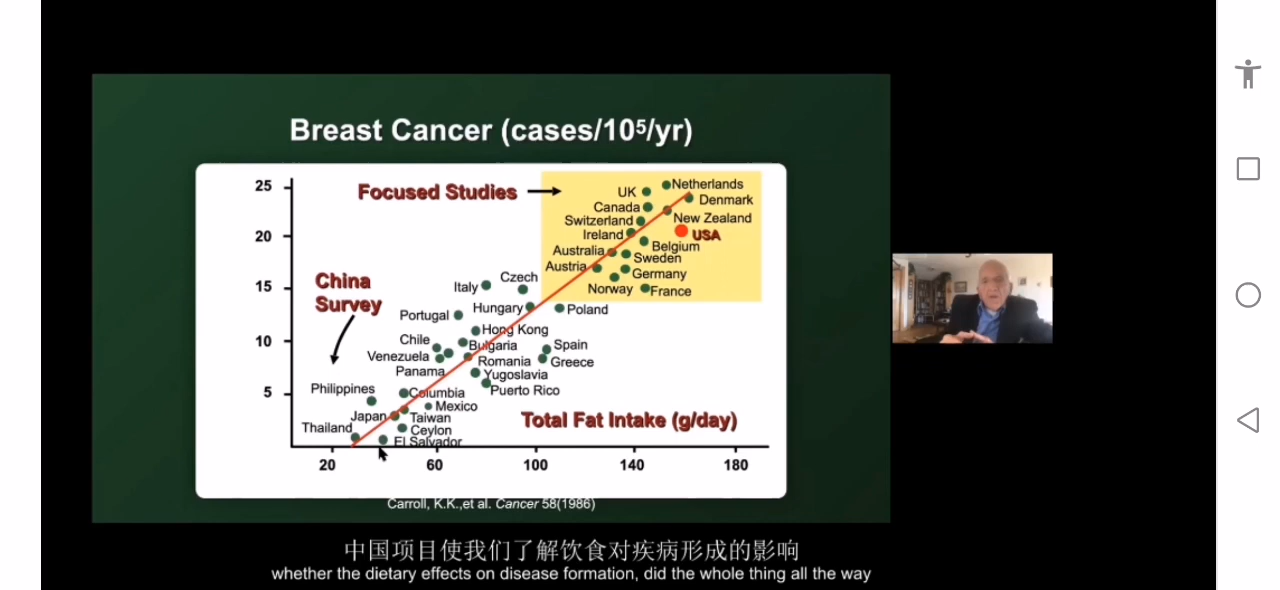 Breast Cancer (cases/10⁵/yr)
25
Focused Studies
Netherlands
UK
Denmark
Canada
New Zealand
Switzerland
20
Ireland
USA
Belgium
Australia
Sweden
Austria
Germany
China
Survey
Italy
Czech
15
Norway
France
Portugal
Hungary
Poland
Hong Kong
10
Chile
Bulgaria
Spain
Venezuela
Romania
Greece
Panama
Yugoslavia
5
Philippines
Columbia
Puerto Rico
Mexico
Japan
Taiwan
Total Fat Intake (g/day)
Thailand
Ceylon
El Salvador
20 60 100 140 180
Carroll, K.K.,et al. Cancer 58(1986)
中国项目使我们了解饮食对疾病形成的影响
whether the dietary effects on disease formation, did the whole thing all the way